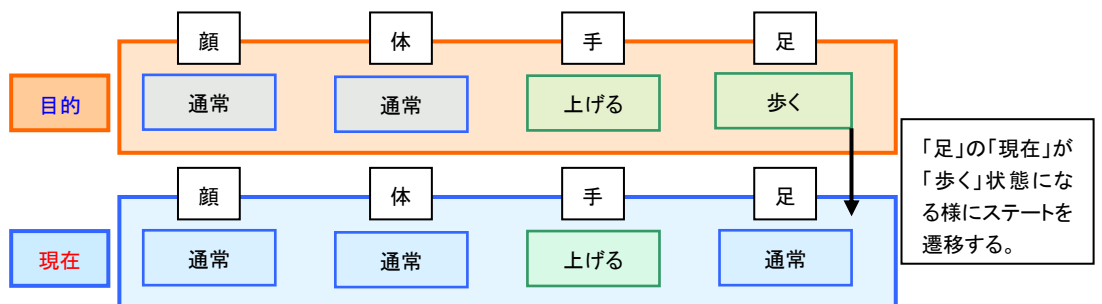 顔 体 手 足
目的 通常 通常 上げる 歩く
「足」の「現在」が
「歩く」状態にな
る様にステートを
遷移する。
顔 体 手 足
現在 通常 通常 上げる 通常